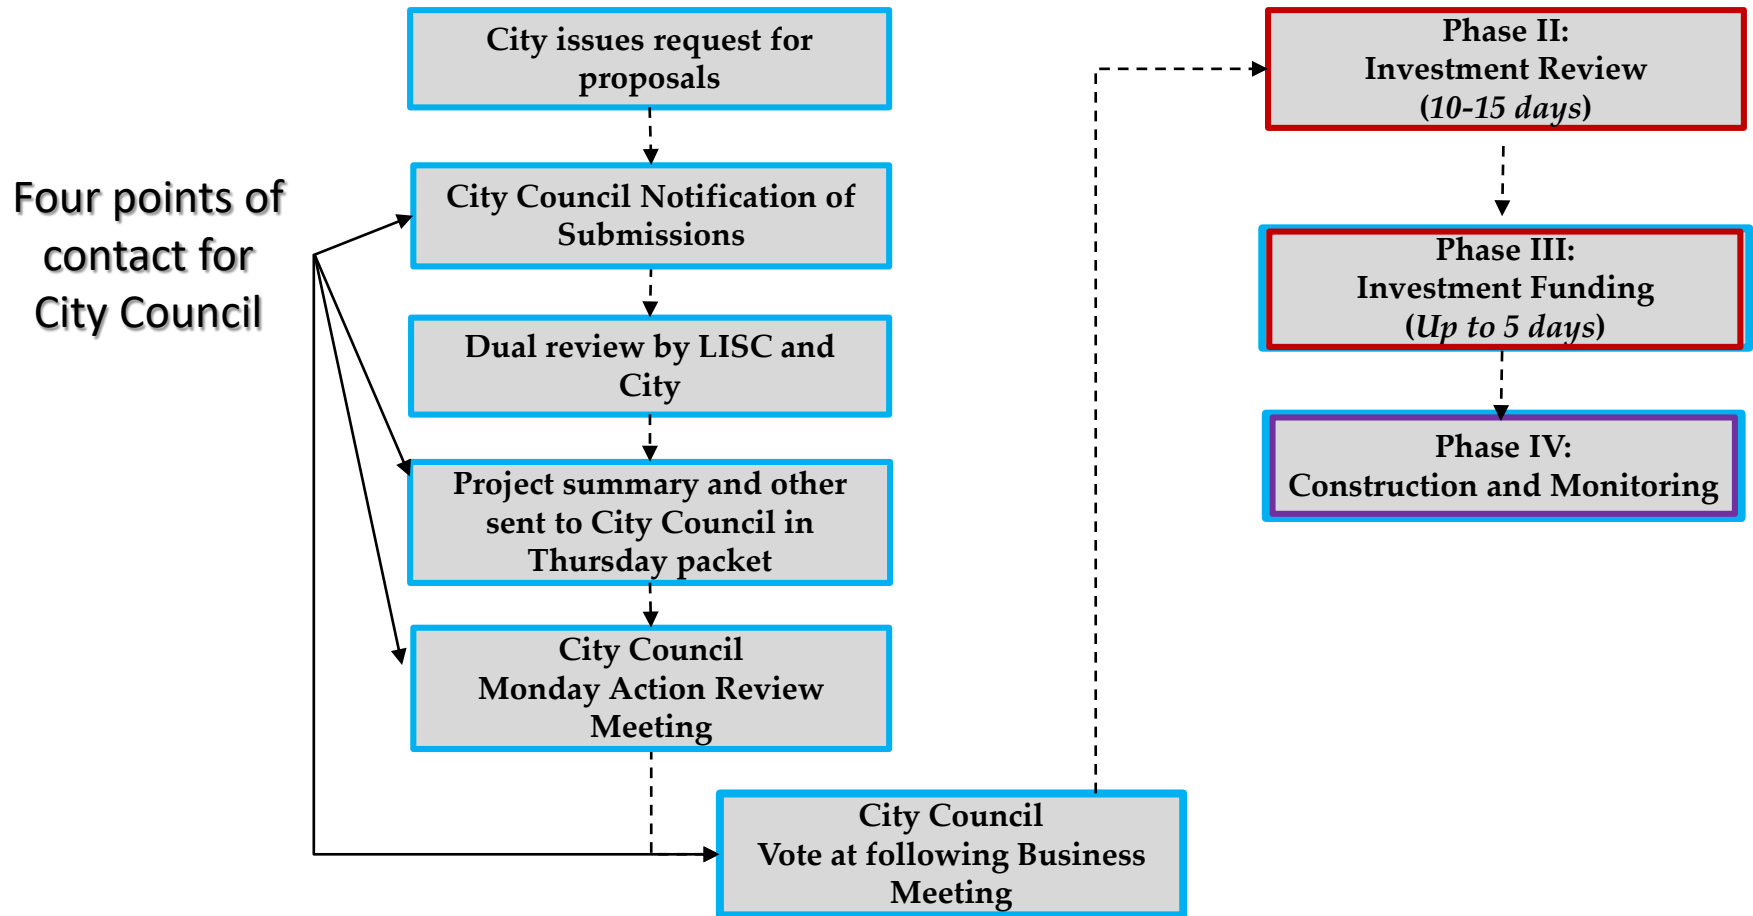 City issues request for
proposals
Four points of
contact for
City Council
City Council Notification of
Submissions
Dual review by LISC and
City
Project summary and other
sent to City Council in
Thursday packet
City Council
Monday Action Review
Meeting
City Council
Vote at following Business
Meeting
Phase II:
Investment Review
(10-15 days)
Phase III:
Investment Funding
(Up to 5 days)
Phase IV:
Construction and Monitoring